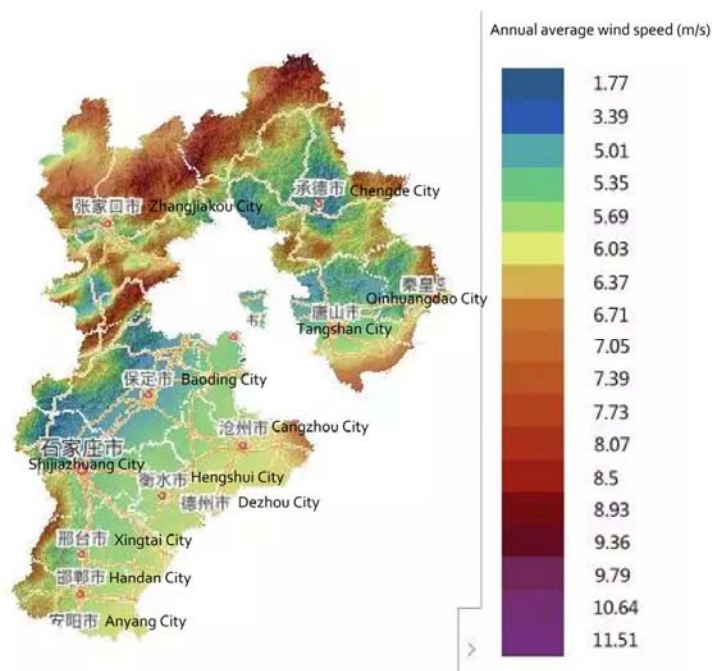 Annual average wind speed (m/s)
1.77
3.39
5.01
5.35
5.69
6.03
6.37
6.71
7.05
7.39
7.73
8.07
8.5
8.93
9.36
9.79
10.64
11.51
承德市 Chengde City
张家口市 Zhangjiakou City
秦皇
Qinhuangdao City
唐山市
Tangshan City
保定市 Baoding City
沧州市 Cangzhou City
石家庄市
Shijiazhuang City
衡水市 Hengshui City
德州市 Dezhou City
邢台市 Xingtai City
邯郸市 Handan City
安阳市 Anyang City